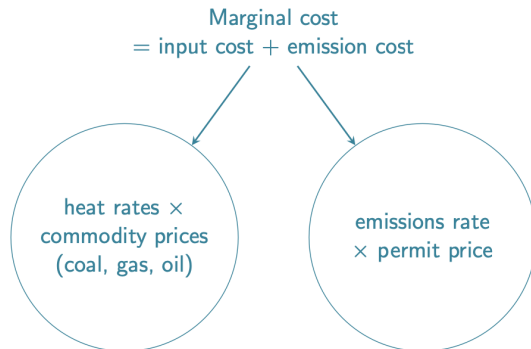 Marginal cost
= input cost + emission cost
heat rates ×
commodity prices
(coal, gas, oil)
emissions rate
× permit price